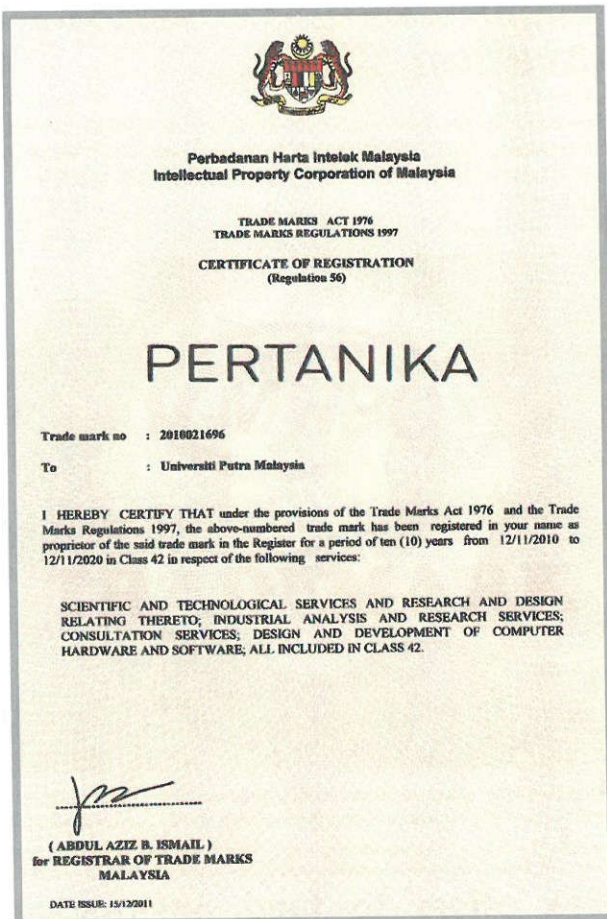 Perbadanan Harta Intelek Malaysia
Intellectual Property Corporation of Malaysia
TRADE MARKS ACT 1976
TRADE MARKS REGULATIONS 1997
CERTIFICATE OF REGISTRATION
(Regulation 56)
PERTANIKA
Trade mark no : 2010021696
To : Universiti Putra Malaysia
I HEREBY CERTIFY THAT under the provisions of the Trade Marks Act 1976 and the Trade
Marks Regulations 1997, the above-numbered trade mark has been registered in your name as
proprietor of the said trade mark in the Register for a period of ten (10) years from 12/11/2010 to
12/11/2020 in Class 42 in respect of the following services:
SCIENTIFIC AND TECHNOLOGICAL SERVICES AND RESEARCH AND DESIGN
RELATING THERETO; INDUSTRIAL ANALYSIS AND RESEARCH SERVICES;
CONSULTATION SERVICES; DESIGN AND DEVELOPMENT OF COMPUTER
HARDWARE AND SOFTWARE; ALL INCLUDED IN CLASS 42.
( ABDUL AZIZ B. ISMAIL )
for REGISTRAR OF TRADE MARKS
MALAYSIA
DATE ISSUE: 15/12/2011